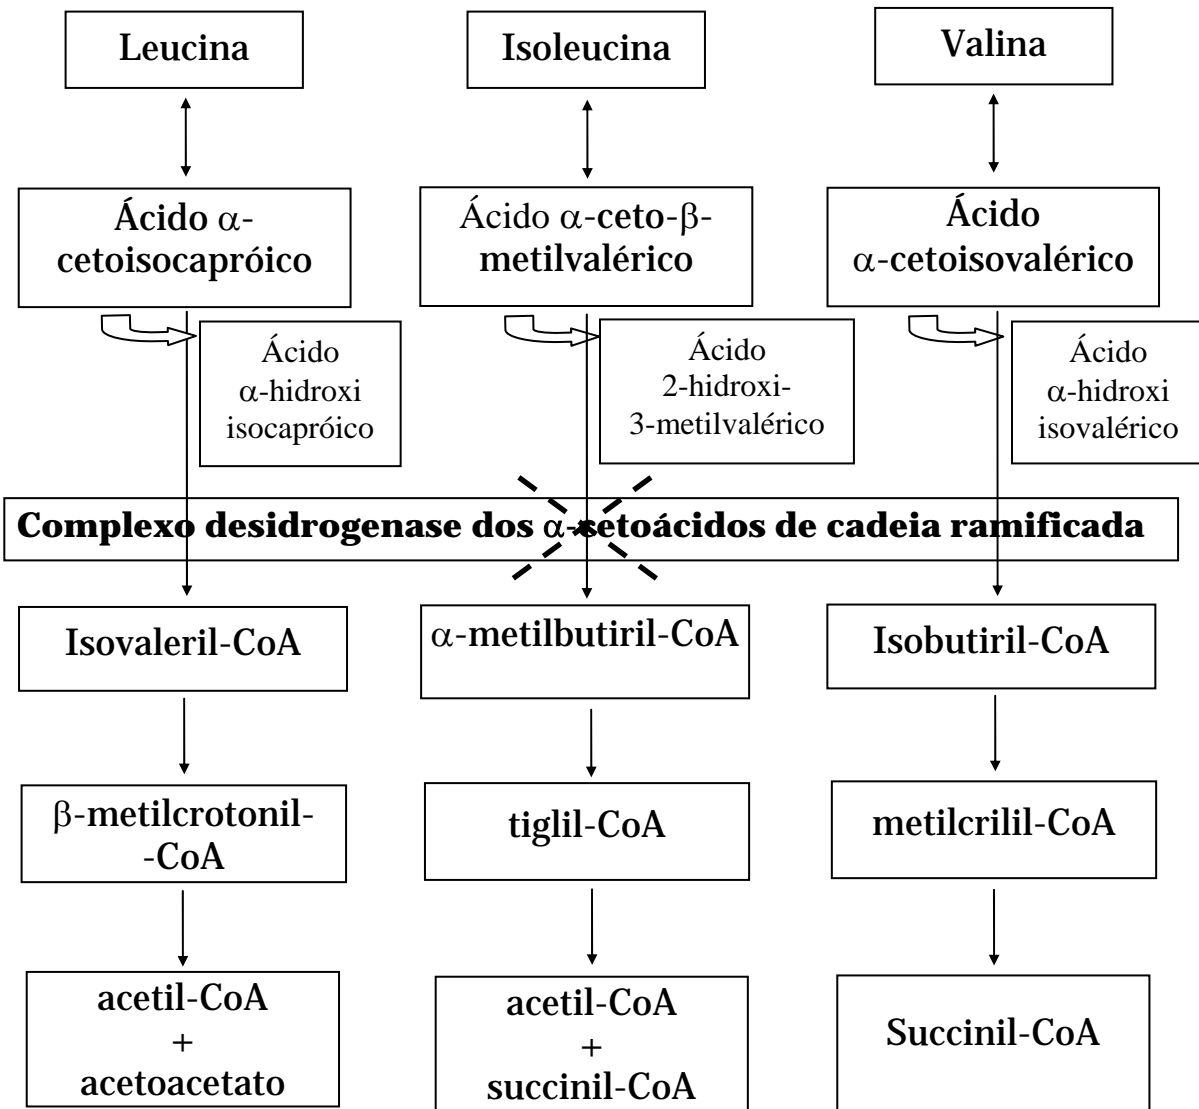 Leucina
Isoleucina
Valina
Ácido α-
cetoisocapróico
Ácido α-ceto-β-
metilvalérico
Ácido
α-cetoisovalérico
Ácido
α-hidroxi
isocapróico
Ácido
2-hidroxi-
3-metilvalérico
Ácido
α-hidroxi
isovalérico
Complexo desidrogenase dos α-cetoácidos de cadeia ramificada
Isovaleril-CoA
α-metilbutiril-CoA
Isobutiril-CoA
β-metilcrotonil-
-CoA
tiglil-CoA
metilcrilil-CoA
acetil-CoA
+
acetoacetato
acetil-CoA
+
succinil-CoA
Succinil-CoA